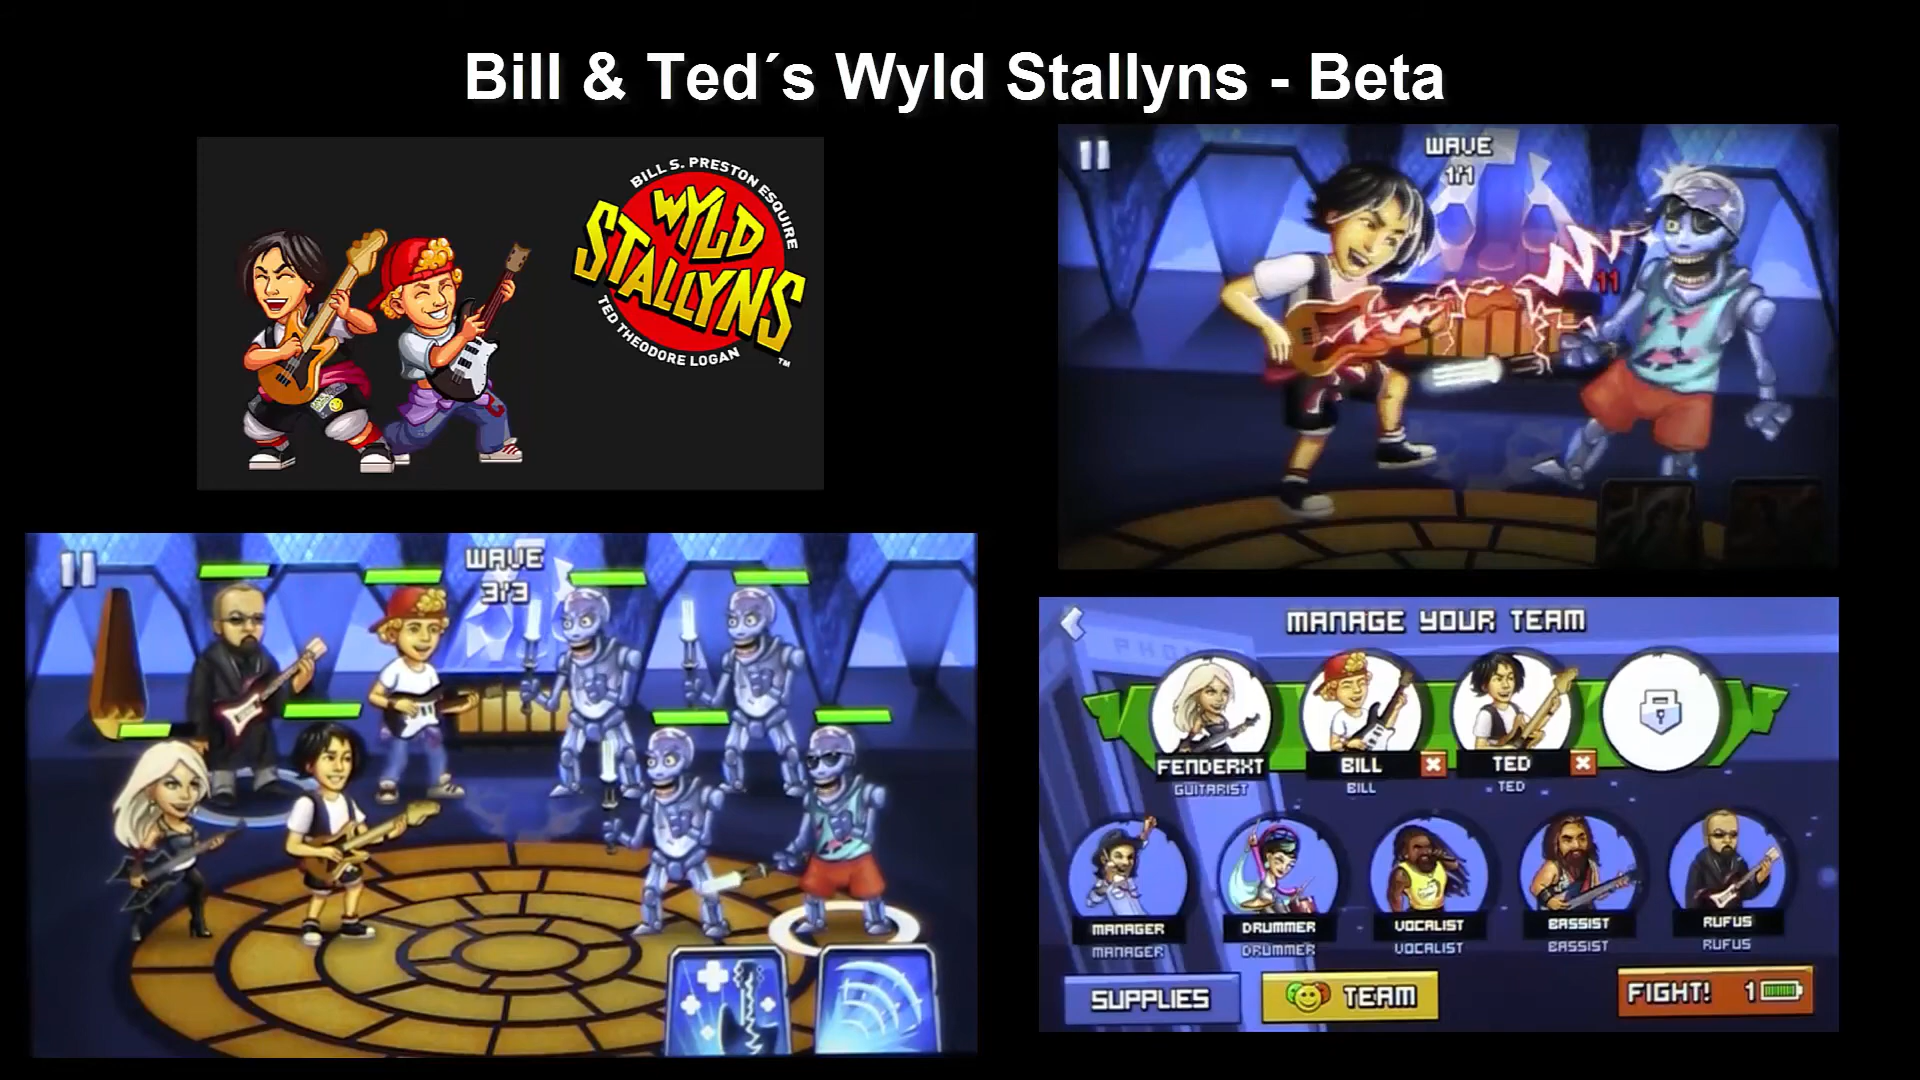 Bill & Ted´s Wyld Stallyns - Beta
BILL S. PRESTON ESQUIRE
WYLD
STALLYNS
TM
TED THEODORE LOGAN
WAVE
1/1
11
WAVE
3/3
MANAGE YOUR TEAM
PHO
FENDERXT
GUITARIST
BILL
BILL
TED
TED
MANAGER
MANAGER
DRUMMER
DRUMMER
VOCALIST
VOCALIST
BASSIST
BASSIST
RUFUS
RUFUS
SUPPLIES
TEAM
FIGHT! 1